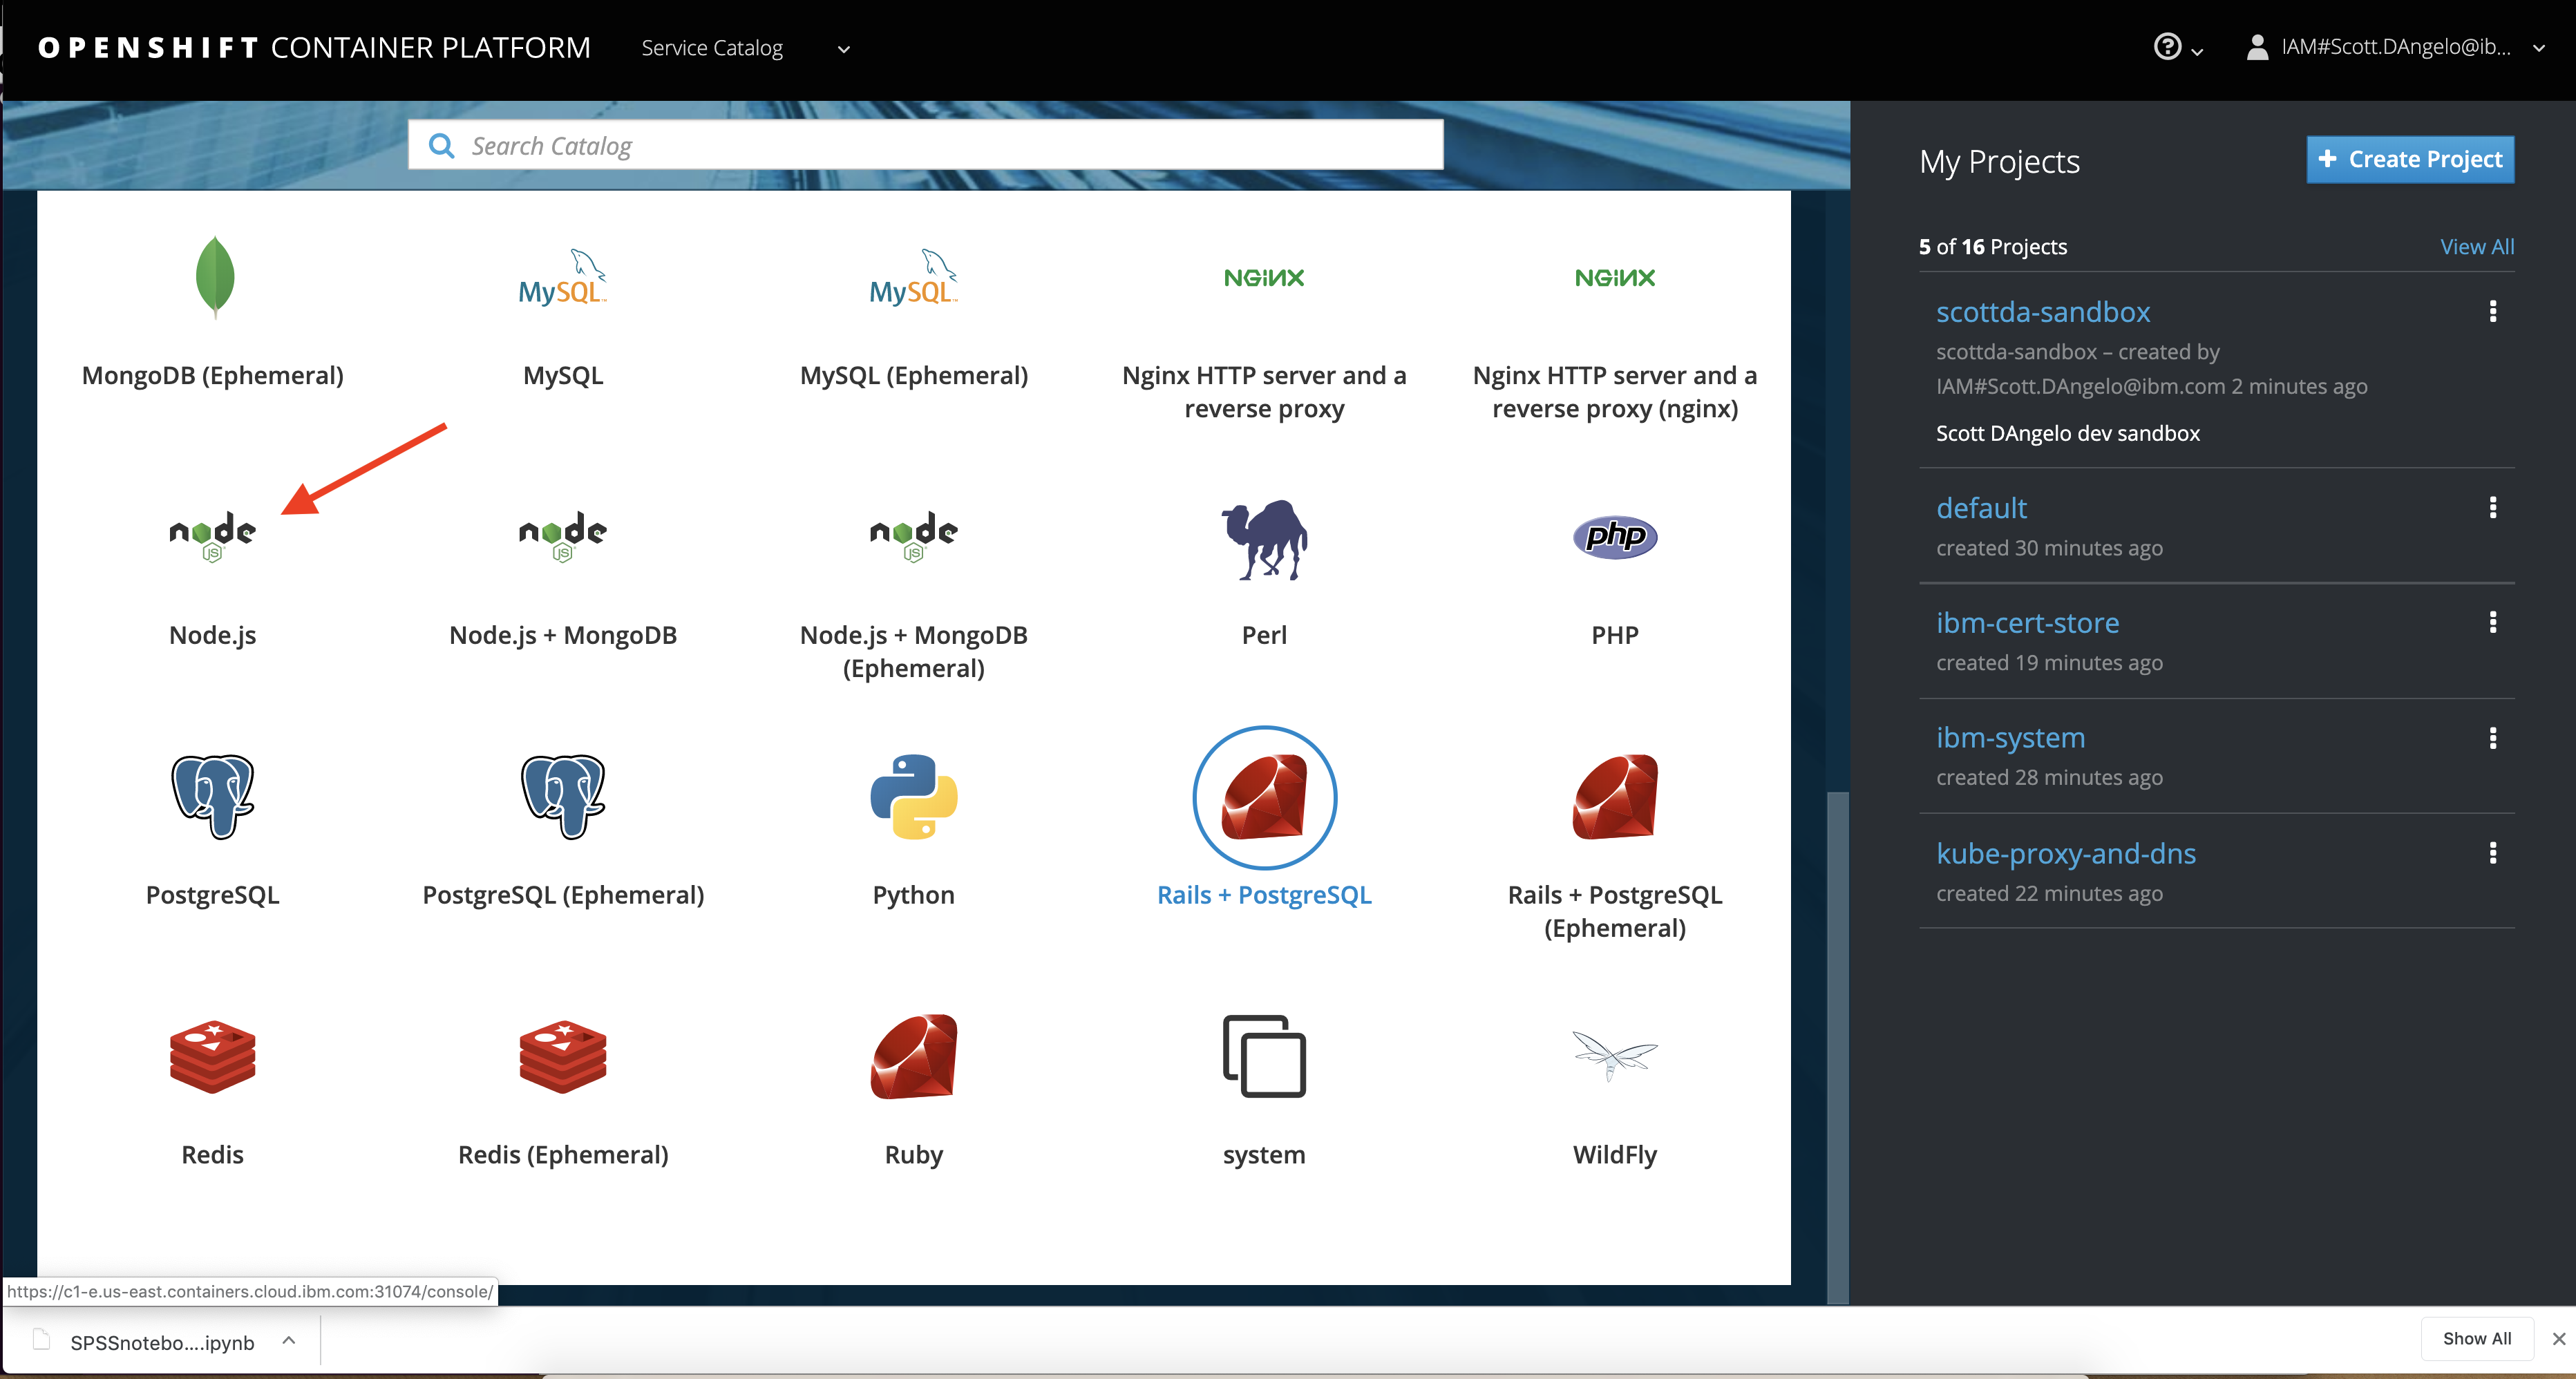 OPENSHIFT CONTAINER PLATFORM
Service Catalog
IAM#Scott.DAngelo@ib...
Search Catalog
MySQL™
MySQL™
NGINX
NGINX
MongoDB (Ephemeral)
MySQL
MySQL (Ephemeral)
Nginx HTTP server and a
reverse proxy
Nginx HTTP server and a
reverse proxy (nginx)
node
JS
node
JS
node
JS
php
Node.js
Node.js + MongoDB
Node.js + MongoDB
(Ephemeral)
Perl
PHP
PostgreSQL
PostgreSQL (Ephemeral)
Python
Rails + PostgreSQL
Rails + PostgreSQL
(Ephemeral)
Redis
Redis (Ephemeral)
Ruby
system
WildFly
My Projects
+ Create Project
5 of 16 Projects
View All
scottda-sandbox
scottda-sandbox – created by
IAM#Scott.DAngelo@ibm.com 2 minutes ago
Scott DAngelo dev sandbox
default
created 30 minutes ago
ibm-cert-store
created 19 minutes ago
ibm-system
created 28 minutes ago
kube-proxy-and-dns
created 22 minutes ago
https://c1-e.us-east.containers.cloud.ibm.com:31074/console/
SPSSnotebo....ipynb
Show All